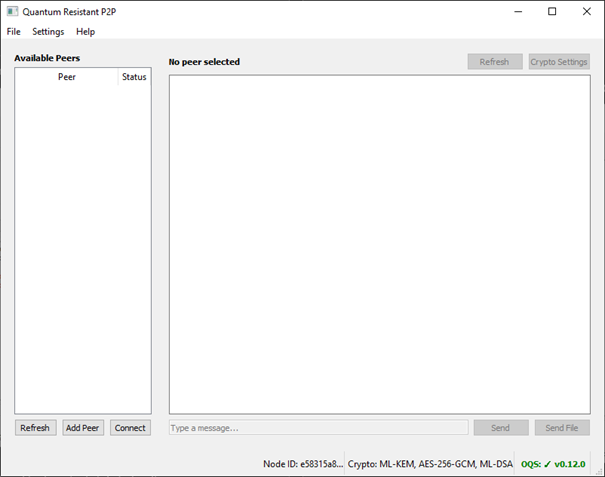 Quantum Resistant P2P
File Settings Help
Available Peers
Peer Status
No peer selected
Refresh Crypto Settings
Refresh Add Peer Connect
Type a message...
Send Send File
Node ID: e58315a8... Crypto: ML-KEM, AES-256-GCM, ML-DSA OQS: ✓ v0.12.0